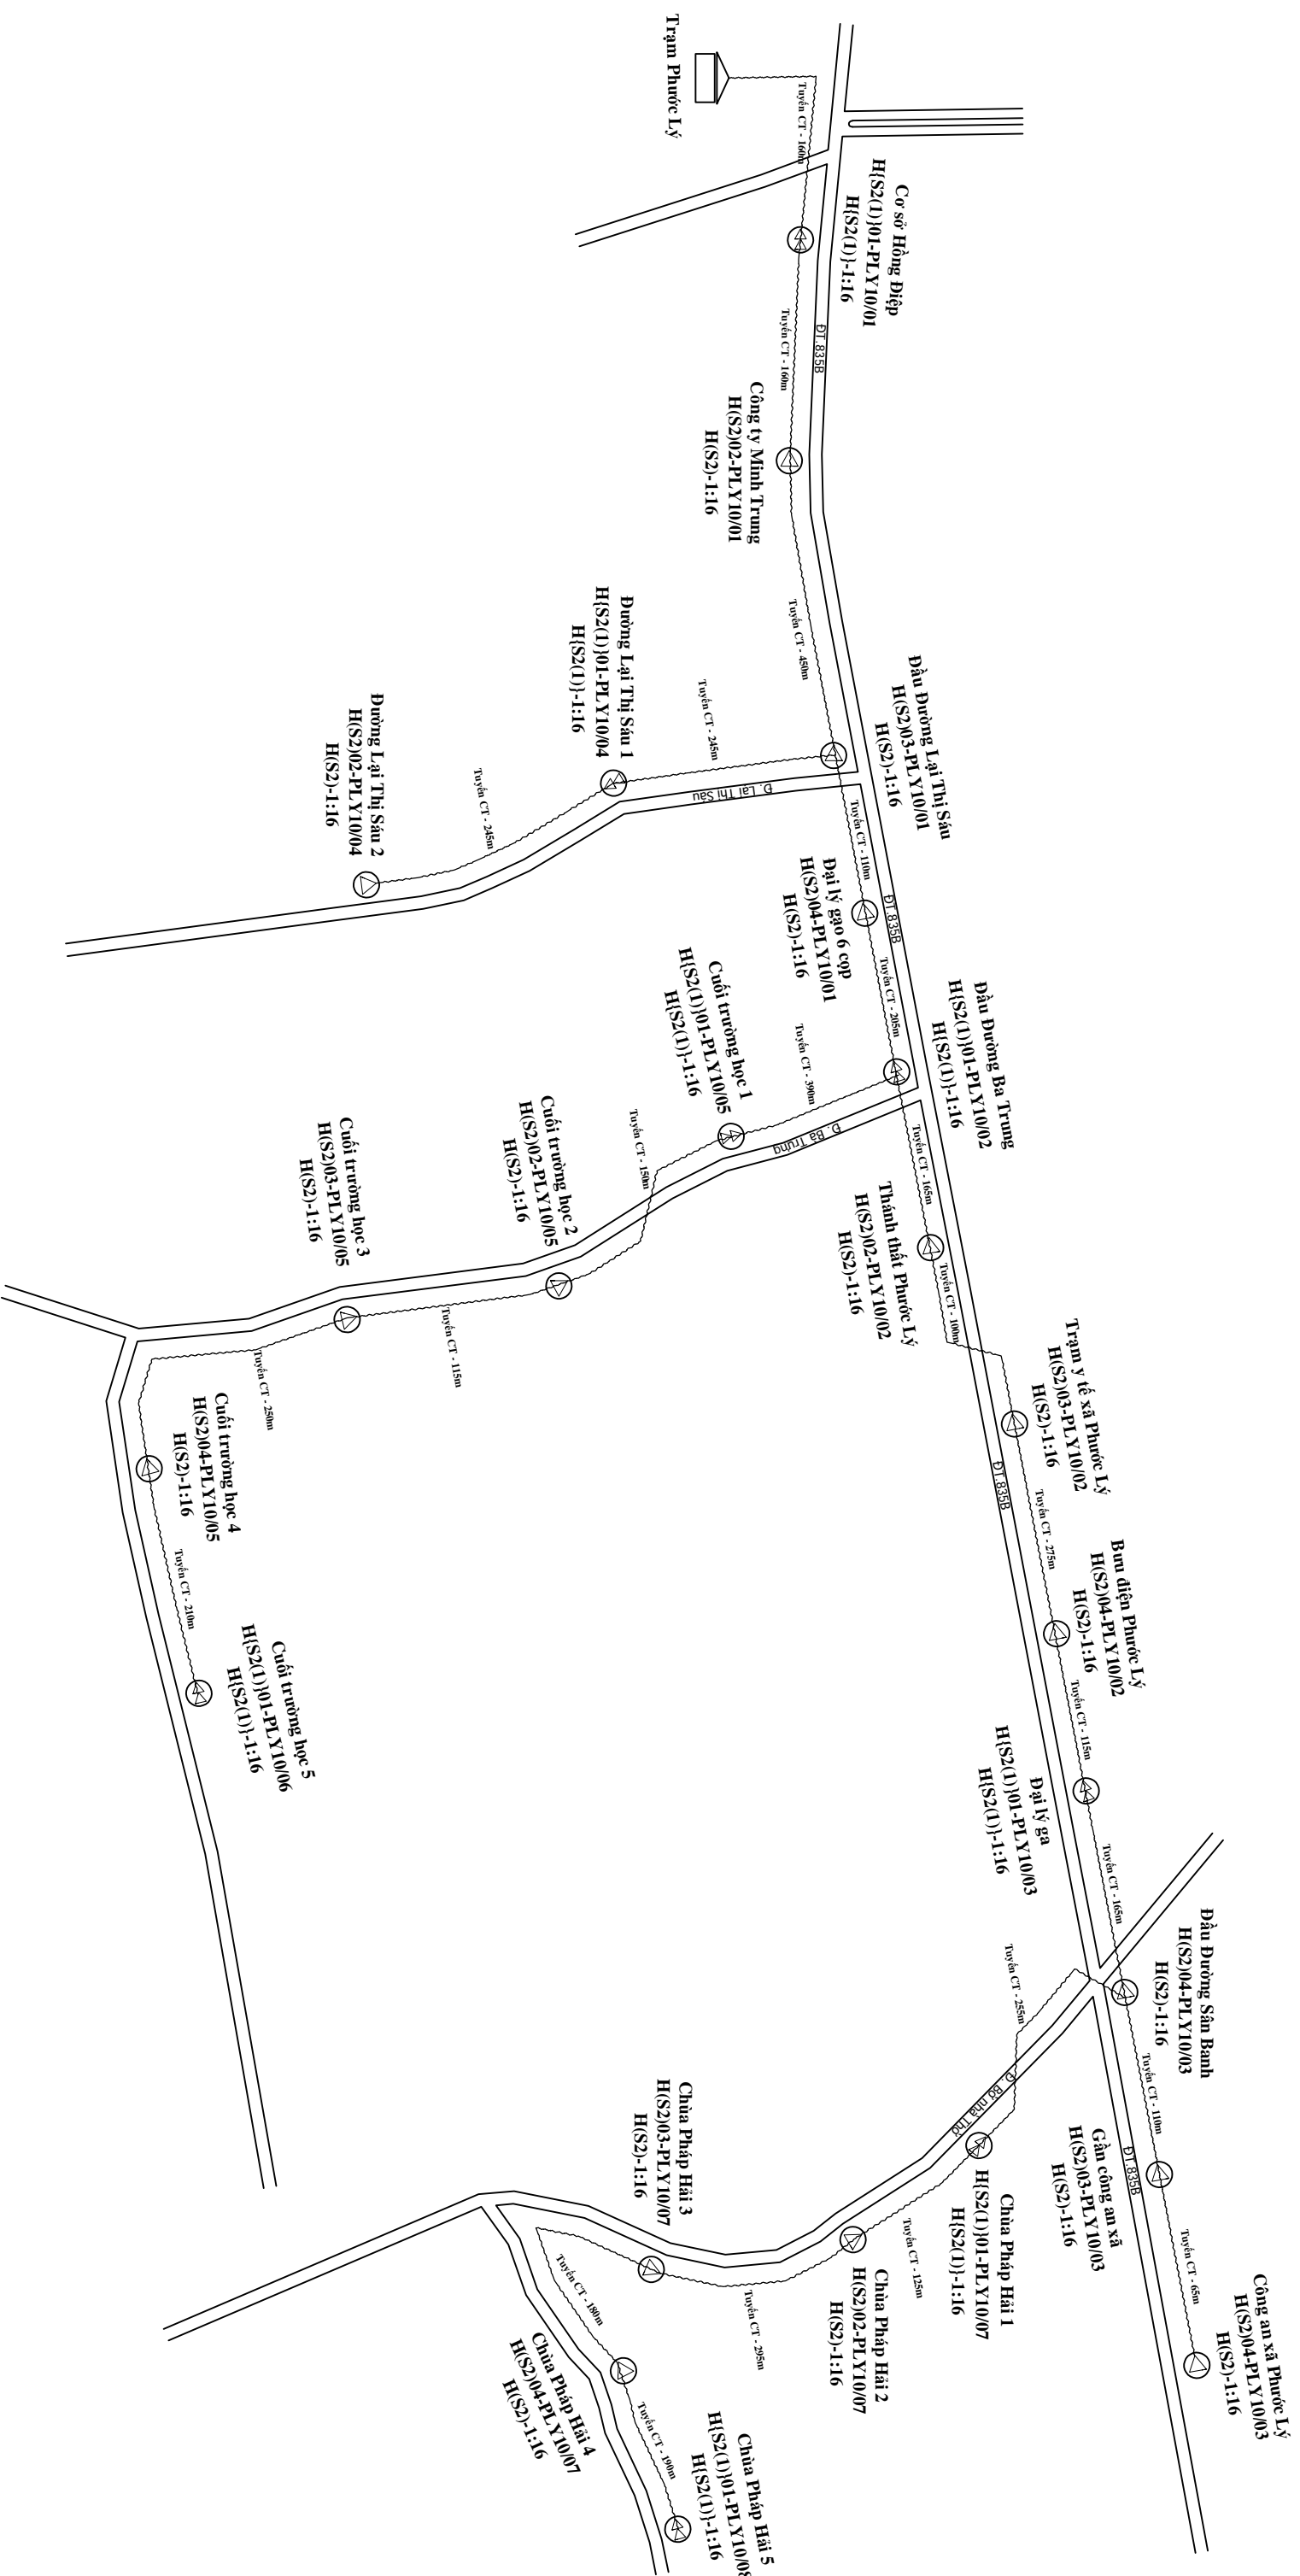 Trạm Phước Lý
Tuyến CT - 160m
Cơ sở Hồng Điệp
H{S2(1)}01-PLY10/01
H{S2(1)}-1:16
Tuyến CT - 160m
ĐT.835B
Công ty Minh Trung
H(S2)02-PLY10/01
H(S2)-1:16
Tuyến CT - 450m
Đầu Đường Lại Thị Sáu
H(S2)03-PLY10/01
H(S2)-1:16
Đường Lại Thị Sáu 1
H{S2(1)}01-PLY10/04
H{S2(1)}-1:16
Tuyến CT - 245m
Đ. Lại Thị Sáu
Đường Lại Thị Sáu 2
H(S2)02-PLY10/04
H(S2)-1:16
Tuyến CT - 245m
Tuyến CT - 110m
Đại lý gạo 6 cọp
H(S2)04-PLY10/01
H(S2)-1:16
ĐT.835B
Tuyến CT - 205m
Đầu Đường Ba Trung
H{S2(1)}01-PLY10/02
H{S2(1)}-1:16
Cuối trường học 1
H{S2(1)}01-PLY10/05
H{S2(1)}-1:16
Tuyến CT - 390m
Đ. Bà Trưng
Tuyến CT - 150m
Cuối trường học 2
H(S2)02-PLY10/05
H(S2)-1:16
Cuối trường học 3
H(S2)03-PLY10/05
H(S2)-1:16
Tuyến CT - 115m
Tuyến CT - 250m
Cuối trường học 4
H(S2)04-PLY10/05
H(S2)-1:16
Tuyến CT - 210m
Cuối trường học 5
H{S2(1)}01-PLY10/06
H{S2(1)}-1:16
Tuyến CT - 165m
Thánh thất Phước Lý
H(S2)02-PLY10/02
H(S2)-1:16
Tuyến CT - 100m
Trạm y tế xã Phước Lý
H(S2)03-PLY10/02
H(S2)-1:16
ĐT.835B
Tuyến CT - 275m
Bưu điện Phước Lý
H(S2)04-PLY10/02
H(S2)-1:16
Tuyến CT - 115m
Đại lý ga
H{S2(1)}01-PLY10/03
H{S2(1)}-1:16
Tuyến CT - 165m
Đầu Đường Sân Banh
H(S2)04-PLY10/03
H(S2)-1:16
Tuyến CT - 255m
Tuyến CT - 110m
Đ. Bờ nhà Thờ
Gần công an xã
H(S2)03-PLY10/03
H(S2)-1:16
ĐT.835B
Tuyến CT - 65m
Công an xã Phước Lý
H(S2)04-PLY10/03
H(S2)-1:16
Chùa Pháp Hải 1
H{S2(1)}01-PLY10/07
H{S2(1)}-1:16
Tuyến CT - 125m
Chùa Pháp Hải 2
H(S2)02-PLY10/07
H(S2)-1:16
Chùa Pháp Hải 3
H(S2)03-PLY10/07
H(S2)-1:16
Tuyến CT - 295m
Tuyến CT - 180m
Chùa Pháp Hải 4
H(S2)04-PLY10/07
H(S2)-1:16
Tuyến CT - 190m
Chùa Pháp Hải 5
H{S2(1)}01-PLY10/08
H{S2(1)}-1:16